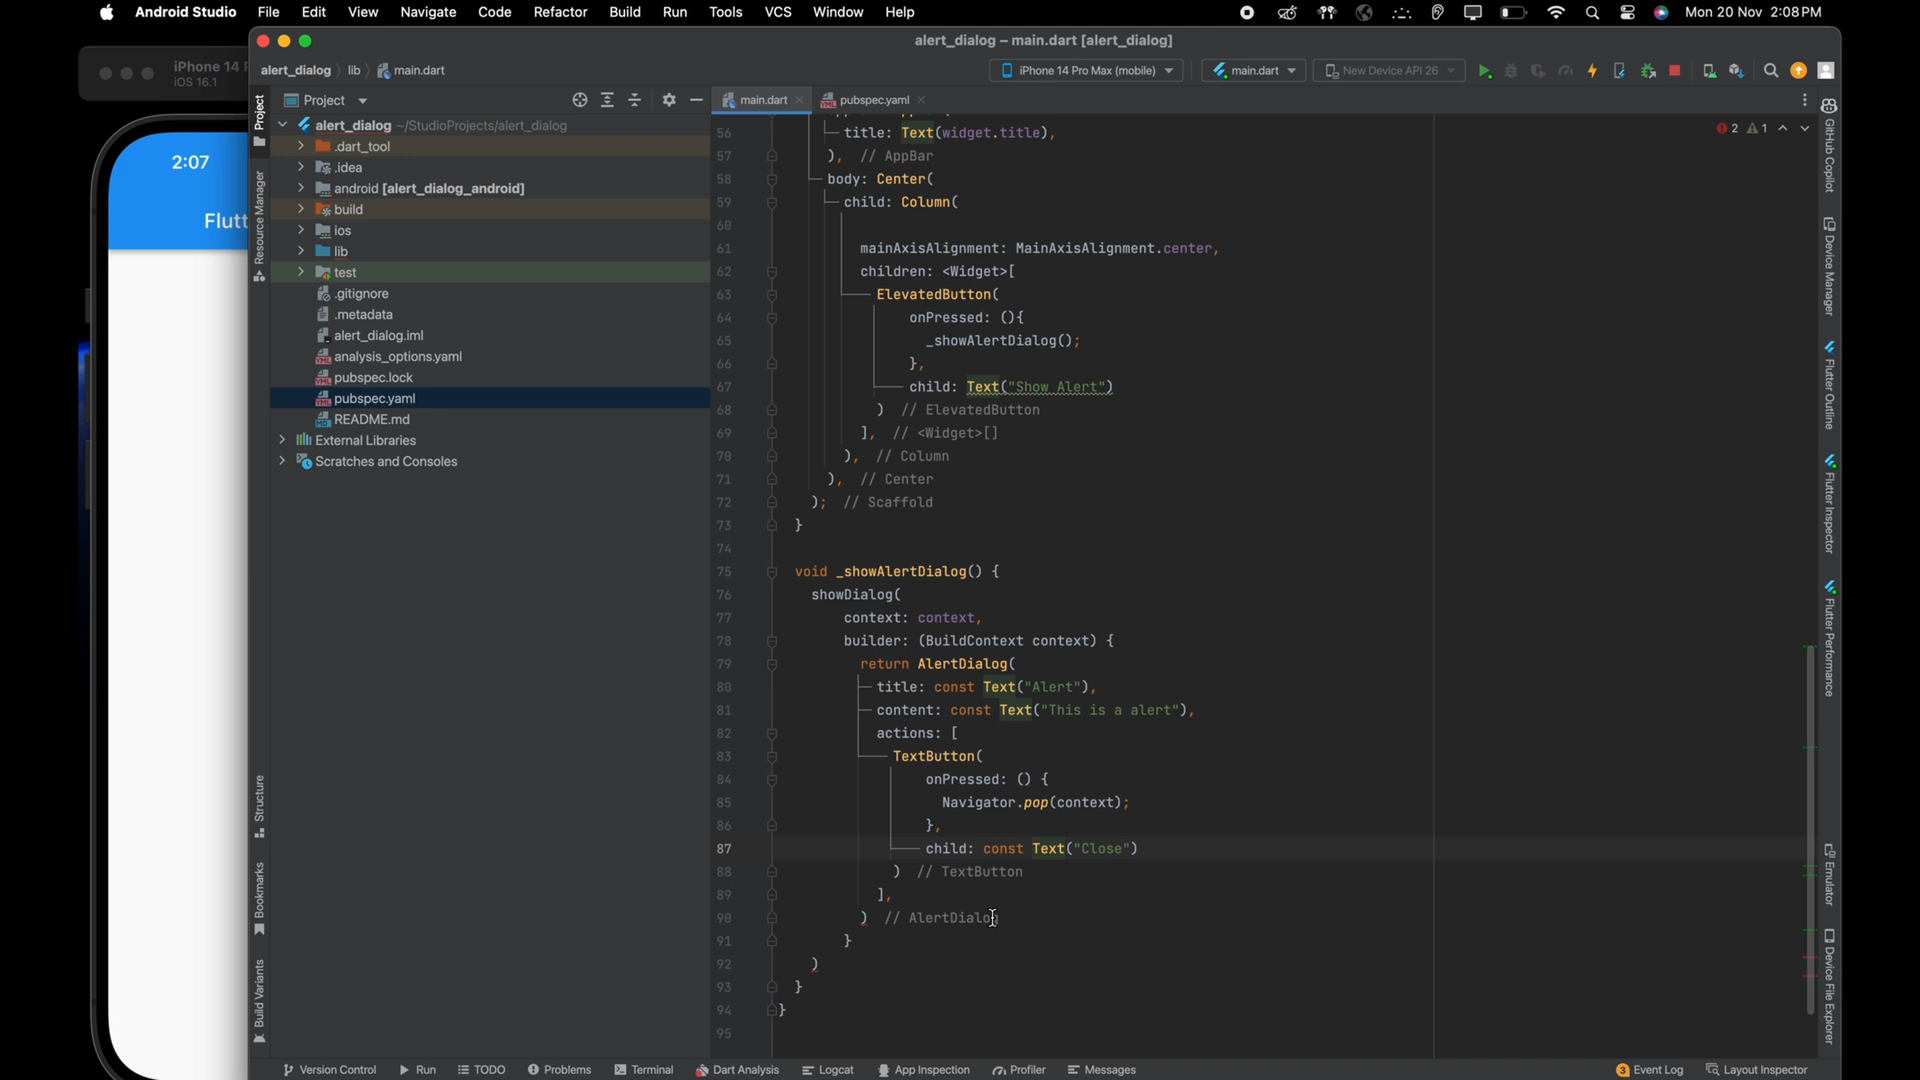 Android Studio File Edit View Navigate Code Refactor Build Run Tools VCS Window Help Mon 20 Nov 2:08 PM
alert_dialog – main.dart [alert_dialog]
iPhone 14
iOS 16.1
alert_dialog lib main.dart iPhone 14 Pro Max (mobile) main.dart New Device API 26
Project main.dart pubspec.yaml
alert_dialog ~/StudioProjects/alert_dialog
.dart_tool
.idea
android [alert_dialog_android]
build
ios
lib
test
.gitignore
.metadata
alert_dialog.iml
analysis_options.yaml
pubspec.lock
pubspec.yaml
README.md
External Libraries
Scratches and Consoles
2:07
Flutt
Project
Resource Manager
Structure
Bookmarks
Build Variants
2 1
56 title: Text(widget.title),
57 ), // AppBar
58 body: Center(
59 child: Column(
60
61 mainAxisAlignment: MainAxisAlignment.center,
62 children: <Widget>[
63 ElevatedButton(
64 onPressed: (){
65 _showAlertDialog();
66 },
67 child: Text("Show Alert")
68 ) // ElevatedButton
69 ], // <Widget>[]
70 ), // Column
71 ), // Center
72 ); // Scaffold
73 }
74
75 void _showAlertDialog() {
76 showDialog(
77 context: context,
78 builder: (BuildContext context) {
79 return AlertDialog(
80 title: const Text("Alert"),
81 content: const Text("This is a alert"),
82 actions: [
83 TextButton(
84 onPressed: () {
85 Navigator.pop(context);
86 },
87 child: const Text("Close")
88 ) // TextButton
89 ],
90 ) // AlertDialog
91 }
92 )
93 }
94 }
95
GitHub Copilot
Device Manager
Flutter Outline
Flutter Inspector
Flutter Performance
Emulator
Device File Explorer
Version Control Run TODO Problems Terminal Dart Analysis Logcat App Inspection Profiler Messages 3 Event Log Layout Inspector